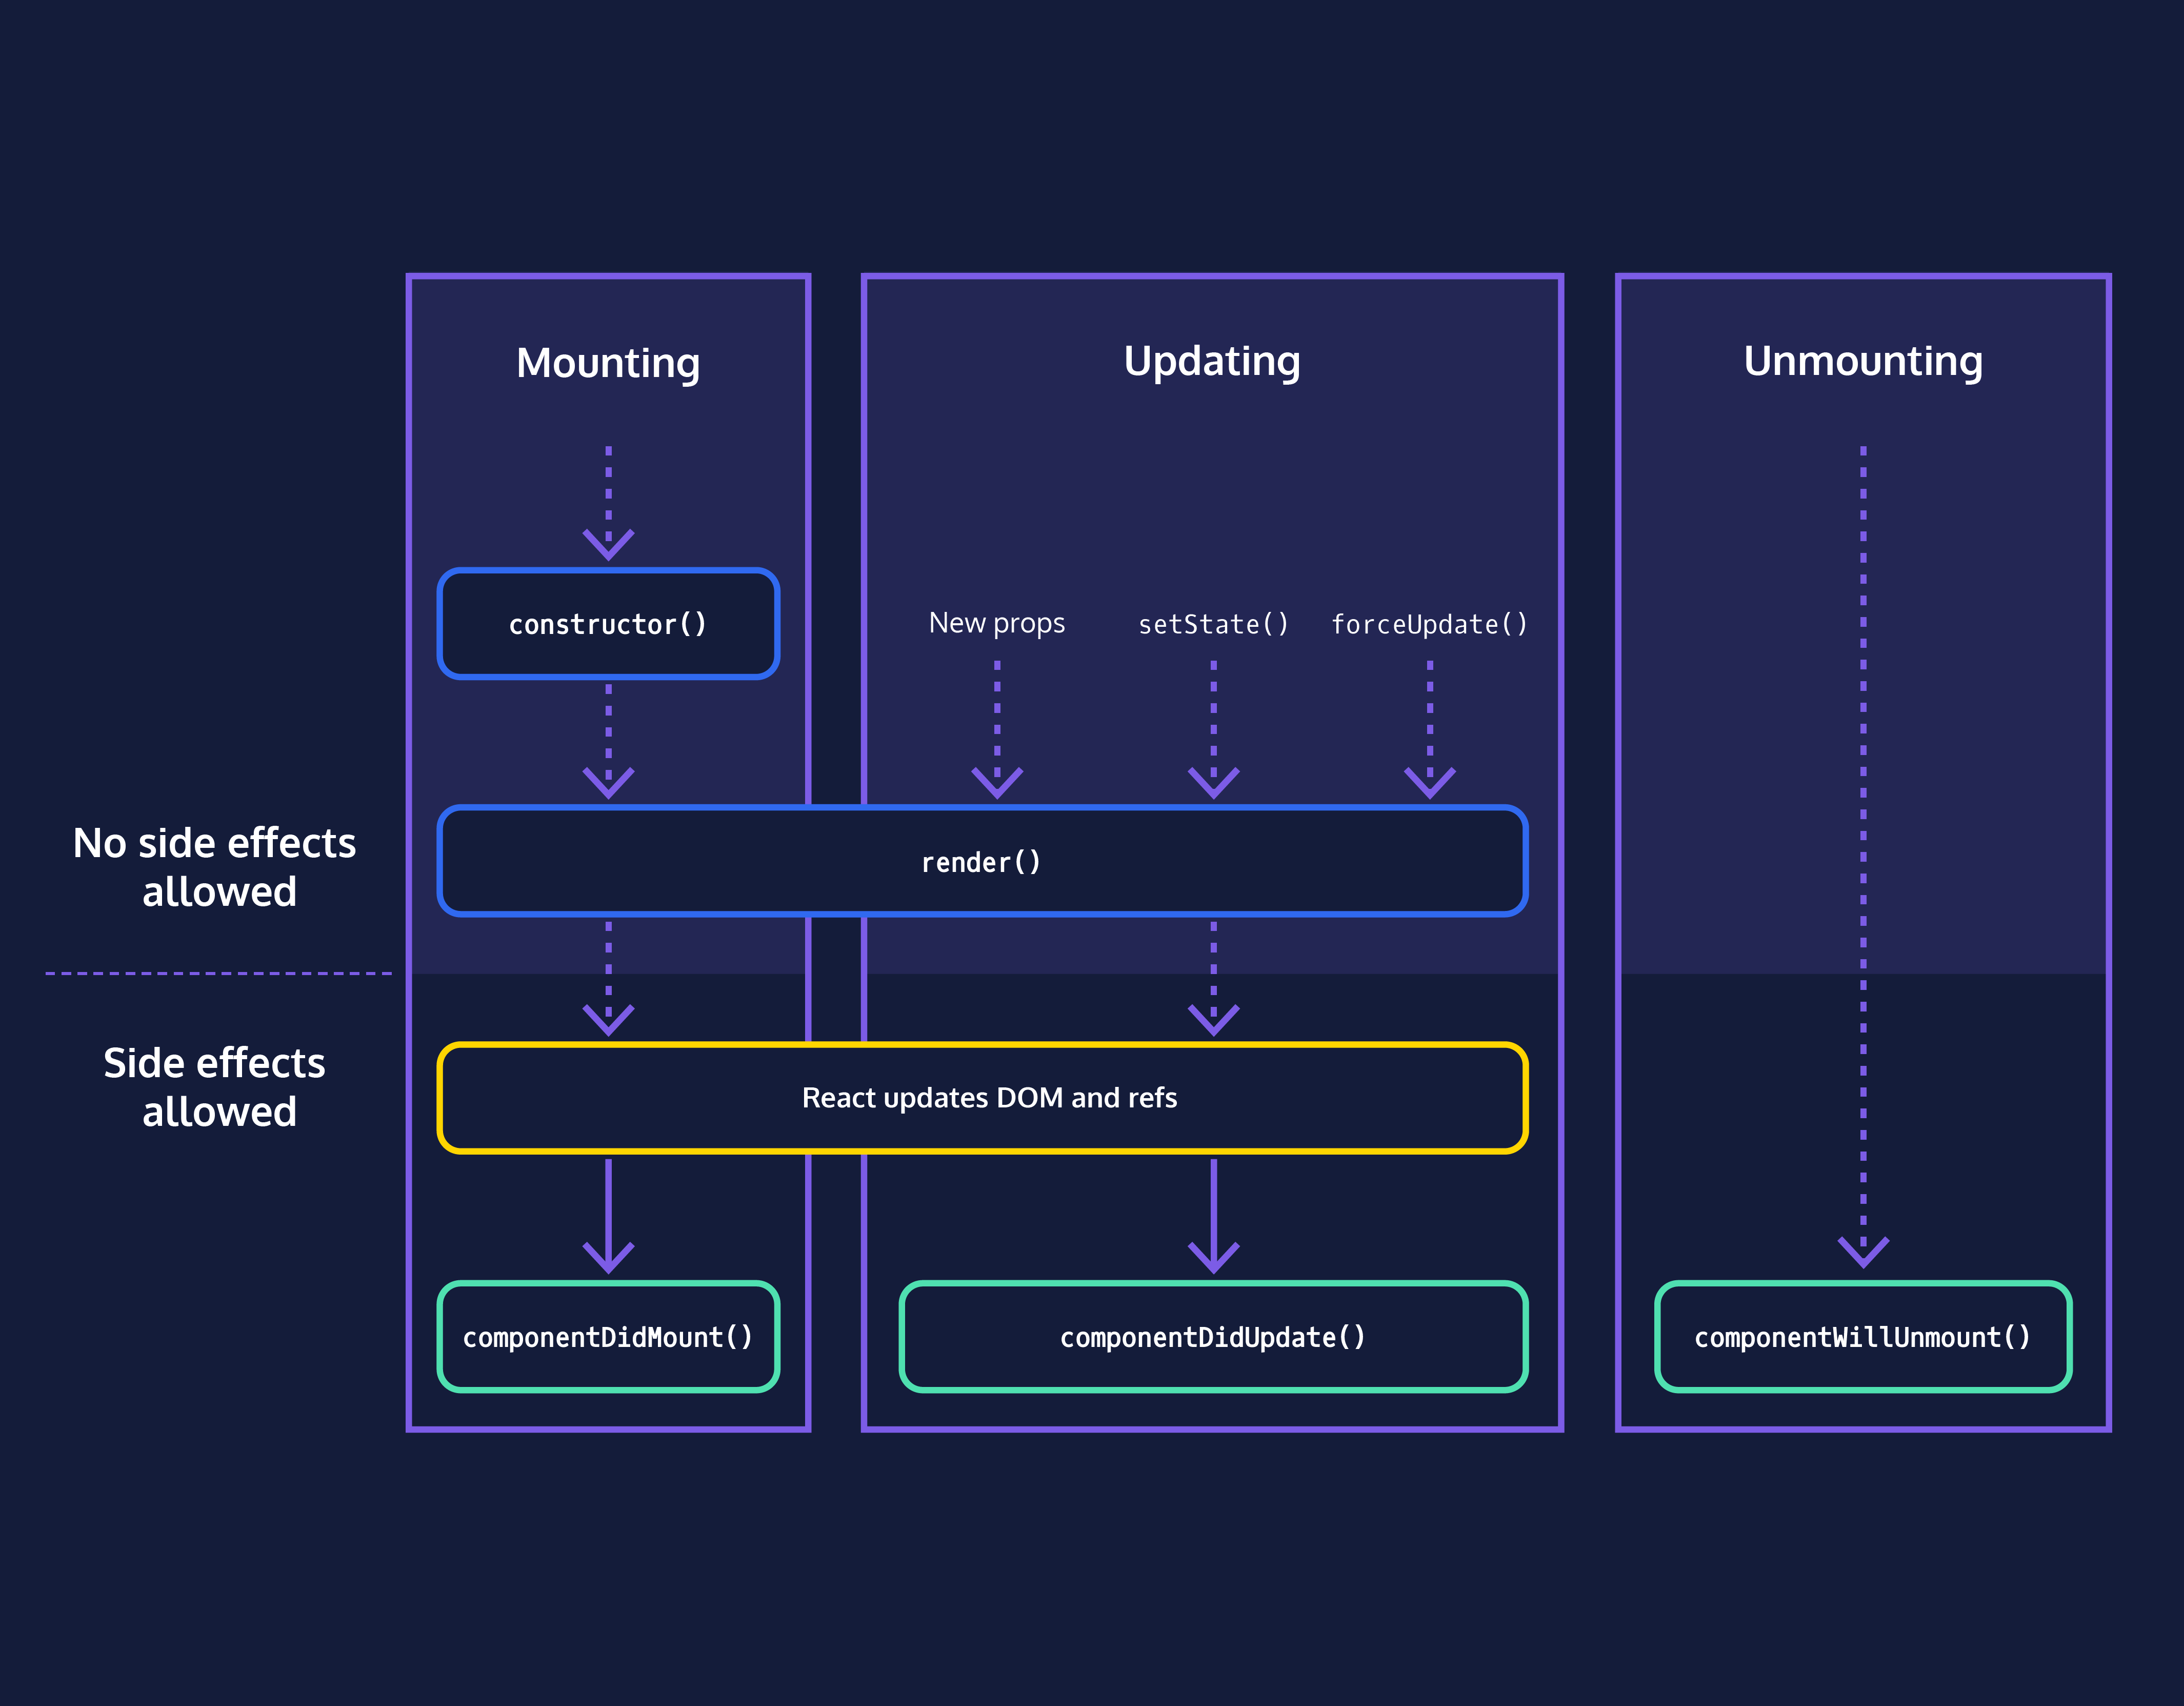 Mounting
Updating
Unmounting
constructor()
New props
setState()
forceUpdate()
No side effects
allowed
render()
Side effects
allowed
React updates DOM and refs
componentDidMount()
componentDidUpdate()
componentWillUnmount()